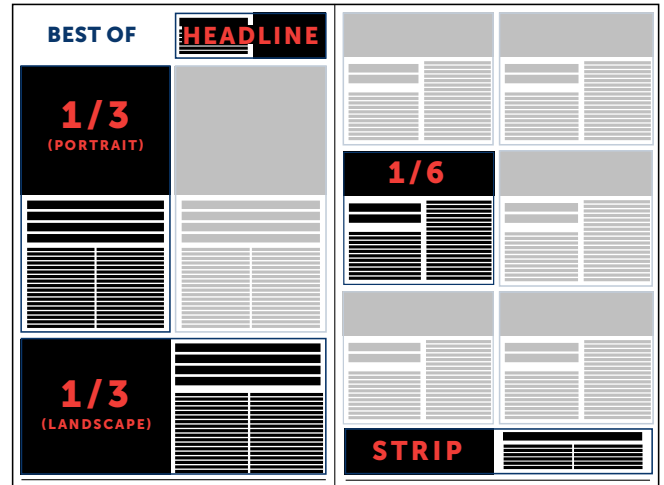 BEST OF
HEADLINE
1/3
(PORTRAIT)
1/3
(LANDSCAPE)
1/6
STRIP